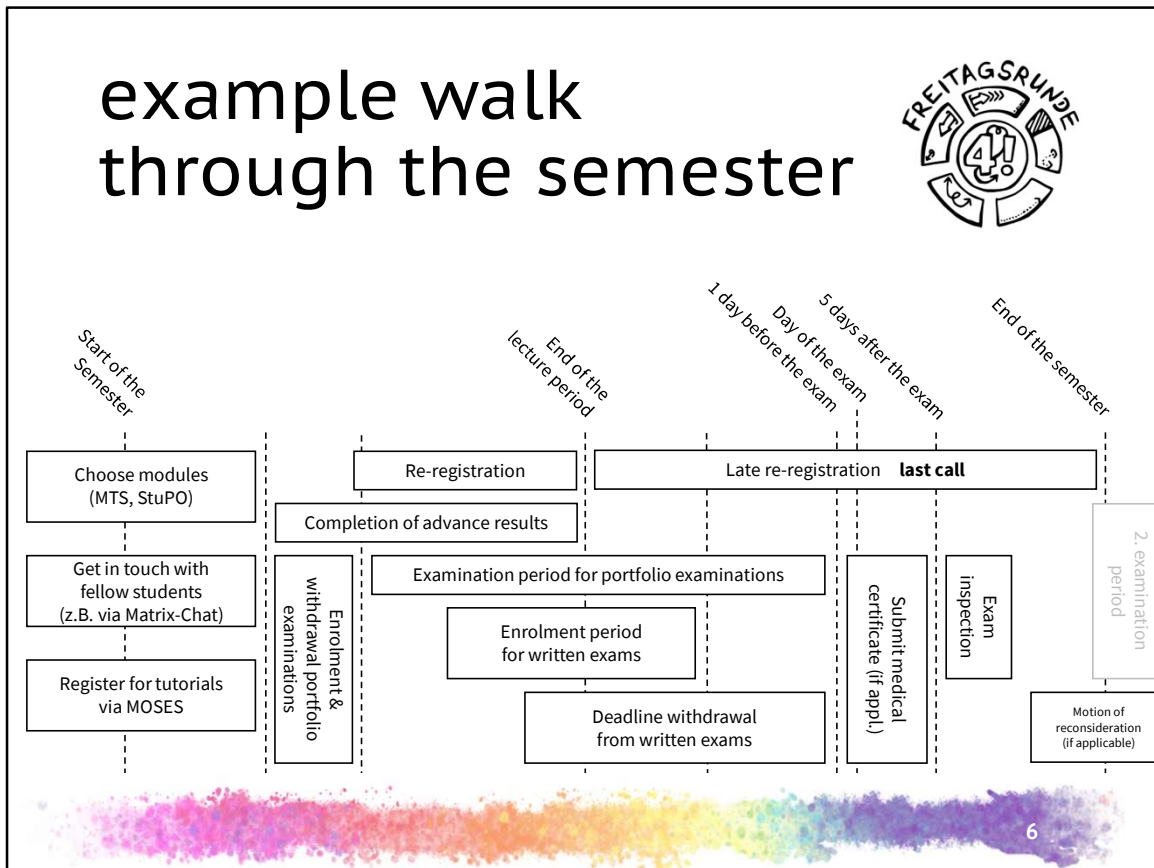 example walk
through the semester
FREITAGSRUNDE
4!!
Start of the
Semester
End of the
lecture period
1 day before the exam
Day of the exam
5 days after the exam
End of the semester
Choose modules
(MTS, StuPO)
Re-registration
Late re-registration last call
Completion of advance results
Get in touch with
fellow students
(z.B. via Matrix-Chat)
Enrolment &
withdrawal portfolio
examinations
Examination period for portfolio examinations
Submit medical
certificate (if appl.)
Exam
inspection
2. examination
period
Enrolment period
for written exams
Register for tutorials
via MOSES
Deadline withdrawal
from written exams
Motion of
reconsideration
(if applicable)
6